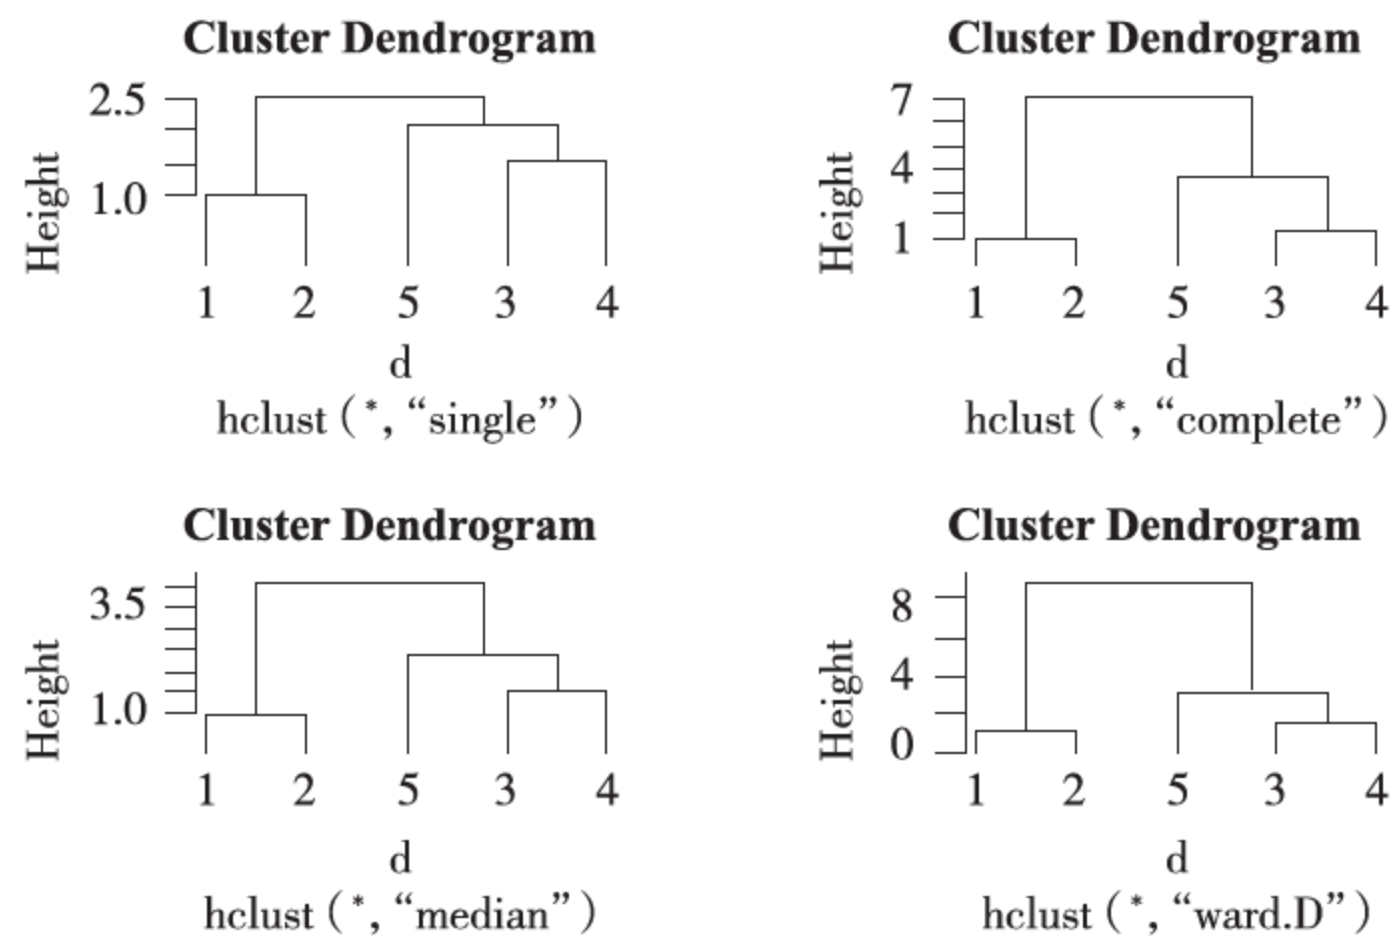 Cluster Dendrogram
Height
2.5
1.0
1 2 5 3 4
d
hclust (*, “single”)
Cluster Dendrogram
Height
7
4
1
1 2 5 3 4
d
hclust (*, “complete”)
Cluster Dendrogram
Height
3.5
1.0
1 2 5 3 4
d
hclust (*, “median”)
Cluster Dendrogram
Height
8
4
0
1 2 5 3 4
d
hclust (*, “ward.D”)